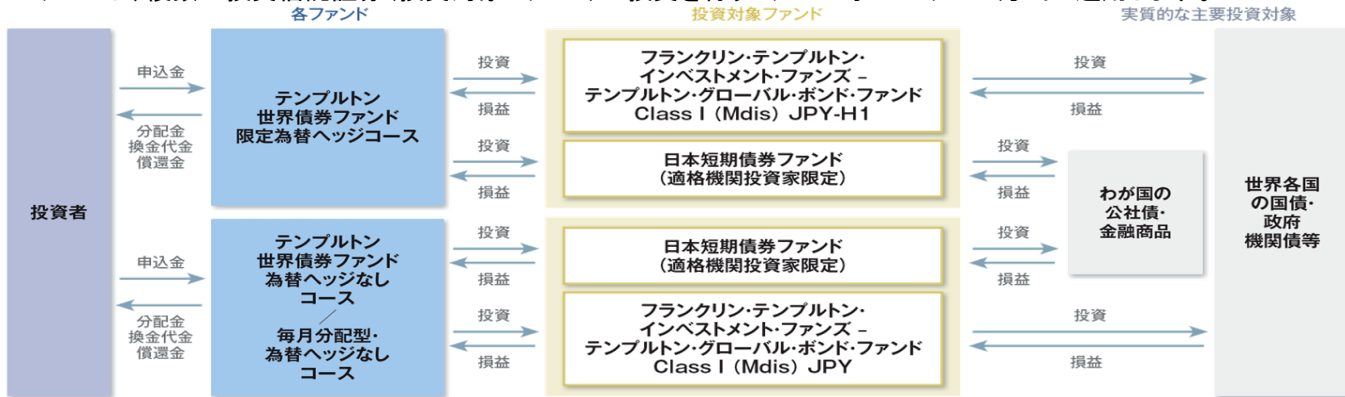 各ファンド
投資対象ファンド
実質的な主要投資対象
投資者
申込金
分配金
換金代金
償還金
テンプルトン
世界債券ファンド
限定為替ヘッジコース
投資
損益
投資
損益
フランクリン・テンプルトン・
インベストメント・ファンズ –
テンプルトン・グローバル・ボンド・ファンド
Class I (Mdis) JPY-H1
日本短期債券ファンド
(適格機関投資家限定)
投資
損益
投資
損益
申込金
分配金
換金代金
償還金
テンプルトン
世界債券ファンド
為替ヘッジなし
コース
／
毎月分配型・
為替ヘッジなし
コース
投資
損益
投資
損益
日本短期債券ファンド
(適格機関投資家限定)
フランクリン・テンプルトン・
インベストメント・ファンズ –
テンプルトン・グローバル・ボンド・ファンド
Class I (Mdis) JPY
投資
損益
投資
損益
わが国の
公社債・
金融商品
世界各国
の国債・
政府
機関債等